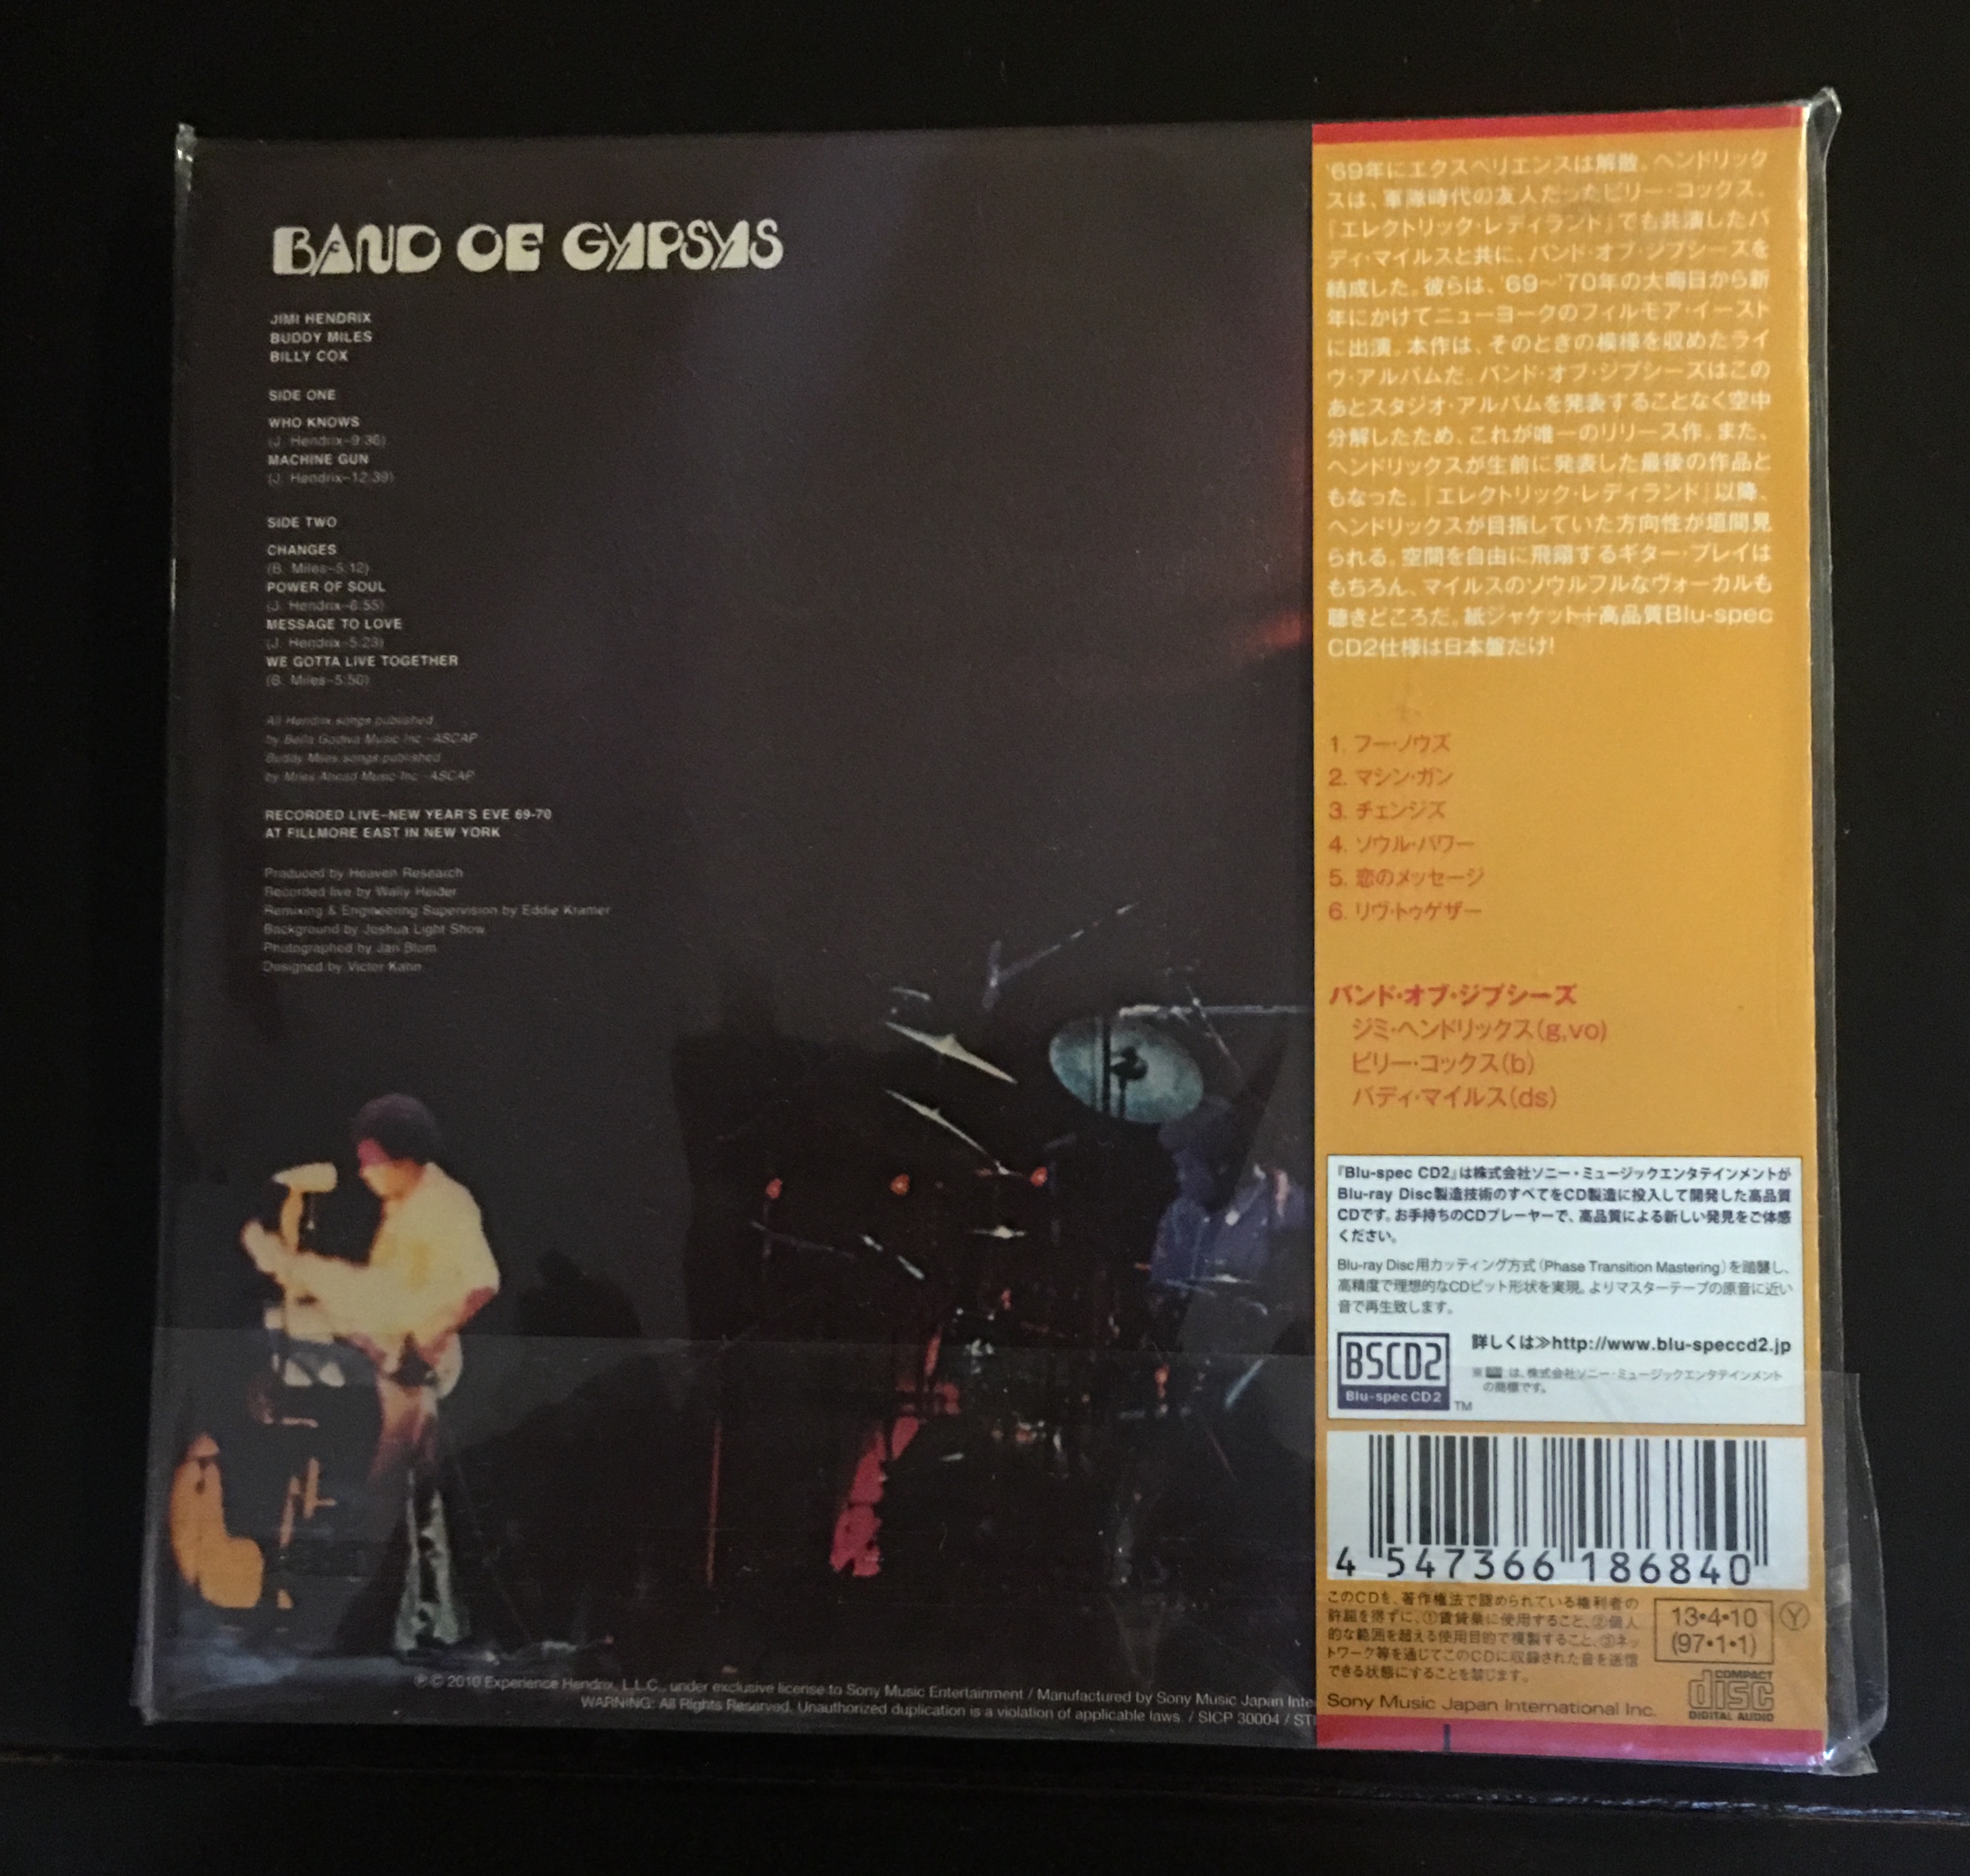 BAND OF GYPSYS
JIMI HENDRIX
BUDDY MILES
BILLY COX
SIDE ONE
WHO KNOWS
(J. Hendrix–9:36)
MACHINE GUN
(J. Hendrix–12:39)
SIDE TWO
CHANGES
(B. Miles–5:12)
POWER OF SOUL
(J. Hendrix–6:55)
MESSAGE TO LOVE
(J. Hendrix–5:23)
WE GOTTA LIVE TOGETHER
(B. Miles–5:50)
All Hendrix songs published
by Bella Godiva Music Inc –ASCAP
Buddy Miles songs published
by Miles Ahead Music Inc –ASCAP
RECORDED LIVE–NEW YEAR'S EVE 69-70
AT FILLMORE EAST IN NEW YORK
Produced by Heaven Research
Recorded live by Wally Heider
Remixing & Engineering Supervision by Eddie Kramer
Background by Joshua Light Show
Photographed by Jan Blom
Designed by Victor Kahn
℗© 2010 Experience Hendrix, L.L.C., under exclusive license to Sony Music Entertainment / Manufactured by Sony Music Japan Inte
WARNING: All Rights Reserved. Unauthorized duplication is a violation of applicable laws. / SICP 30004 / ST
'69年にエクスペリエンスは解散。ヘンドリック
スは、軍隊時代の友人だったビリー・コックス、
『エレクトリック・レディランド』でも共演したバ
ディ・マイルスと共に、バンド・オブ・ジプシーズを
結成した。彼らは、'69〜'70年の大晦日から新
年にかけてニューヨークのフィルモア・イースト
に出演。本作は、そのときの模様を収めたライ
ヴ・アルバムだ。バンド・オブ・ジプシーズはこの
あとスタジオ・アルバムを発表することなく空中
分解したため、これが唯一のリリース作。また、
ヘンドリックスが生前に発表した最後の作品と
もなった。『エレクトリック・レディランド』以降、
ヘンドリックスが目指していた方向性が垣間見
られる。空間を自由に飛翔するギター・プレイは
もちろん、マイルスのソウルフルなヴォーカルも
聴きどころだ。紙ジャケット+高品質Blu-spec
CD2仕様は日本盤だけ!
1. フー・ノウズ
2. マシン・ガン
3. チェンジズ
4. ソウル・パワー
5. 恋のメッセージ
6. リヴ・トゥゲザー
バンド・オブ・ジプシーズ
ジミ・ヘンドリックス(g,vo)
ビリー・コックス(b)
バディ・マイルス(ds)
『Blu-spec CD2』は株式会社ソニー・ミュージックエンタテインメントが
Blu-ray Disc製造技術のすべてをCD製造に投入して開発した高品質
CDです。お手持ちのCDプレーヤーで、高品質による新しい発見をご体感
ください。
Blu-ray Disc用カッティング方式(Phase Transition Mastering)を踏襲し、
高精度で理想的なCDピット形状を実現。よりマスターテープの原音に近い
音で再生致します。
BSCD2
Blu-spec CD2
TM
詳しくは≫http://www.blu-speccd2.jp
※ は、株式会社ソニー・ミュージックエンタテインメント
の商標です。
4 547366 186840
このCDを、著作権法で認められている権利者の
許諾を得ずに、①賃貸業に使用すること、②個人
的な範囲を超える使用目的で複製すること、③ネッ
トワーク等を通じてこのCDに収録された音を送信
できる状態にすることを禁じます。
13•4•10
(97•1•1)
Y
Sony Music Japan International Inc.
COMPACT
disc
DIGITAL AUDIO